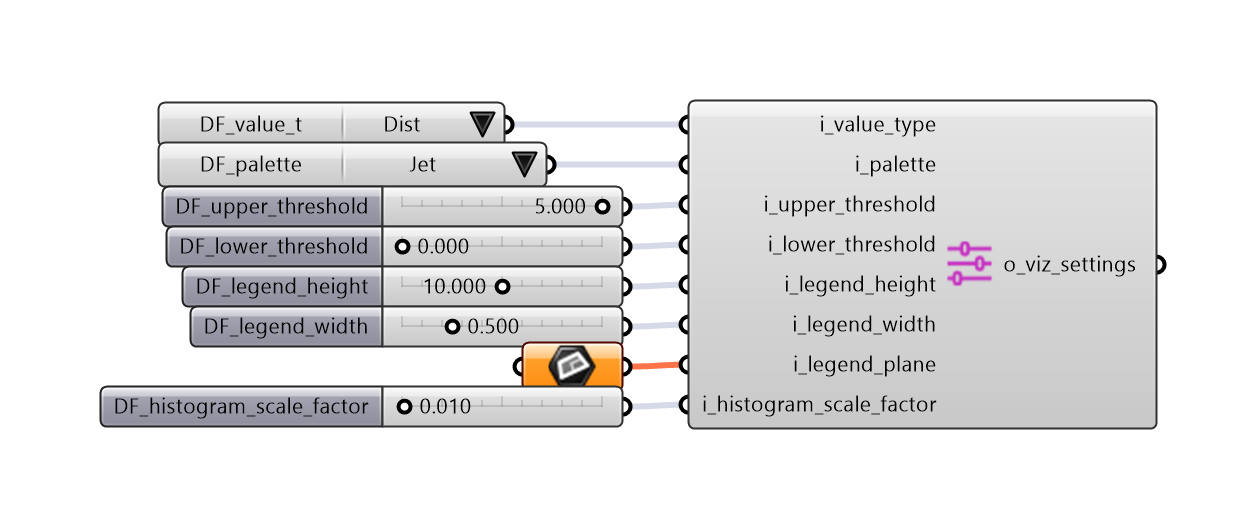 DF_value_t Dist i_value_type
DF_palette Jet i_palette
DF_upper_threshold 5.000 i_upper_threshold
DF_lower_threshold 0.000 i_lower_threshold
DF_legend_height 10.000 i_legend_height
o_viz_settings
DF_legend_width 0.500 i_legend_width
i_legend_plane
DF_histogram_scale_factor 0.010 i_histogram_scale_factor